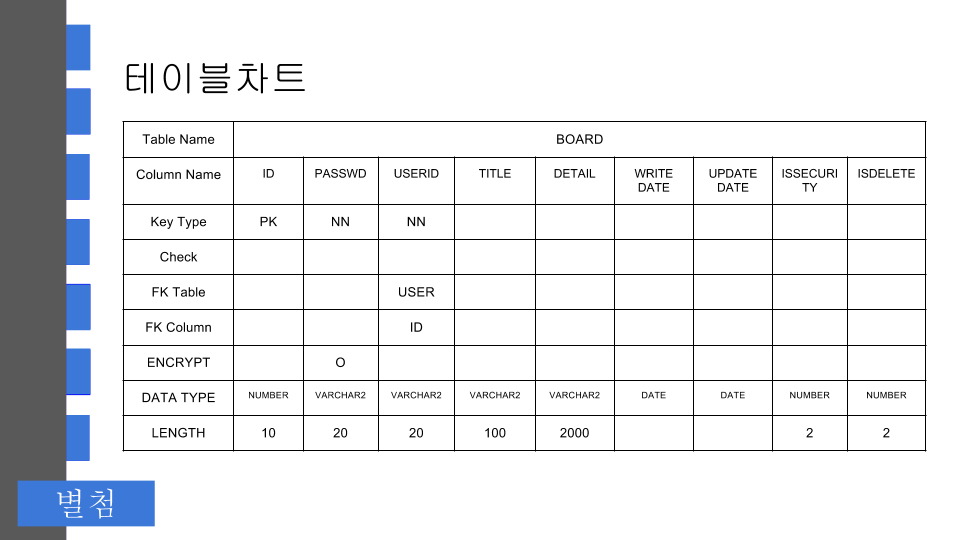 테이블차트
Table Name BOARD
Column Name ID PASSWD USERID TITLE DETAIL WRITE DATE UPDATE DATE ISSECURITY ISDELETE
Key Type PK NN NN
Check
FK Table USER
FK Column ID
ENCRYPT O
DATA TYPE NUMBER VARCHAR2 VARCHAR2 VARCHAR2 VARCHAR2 DATE DATE NUMBER NUMBER
LENGTH 10 20 20 100 2000 2 2
별첨